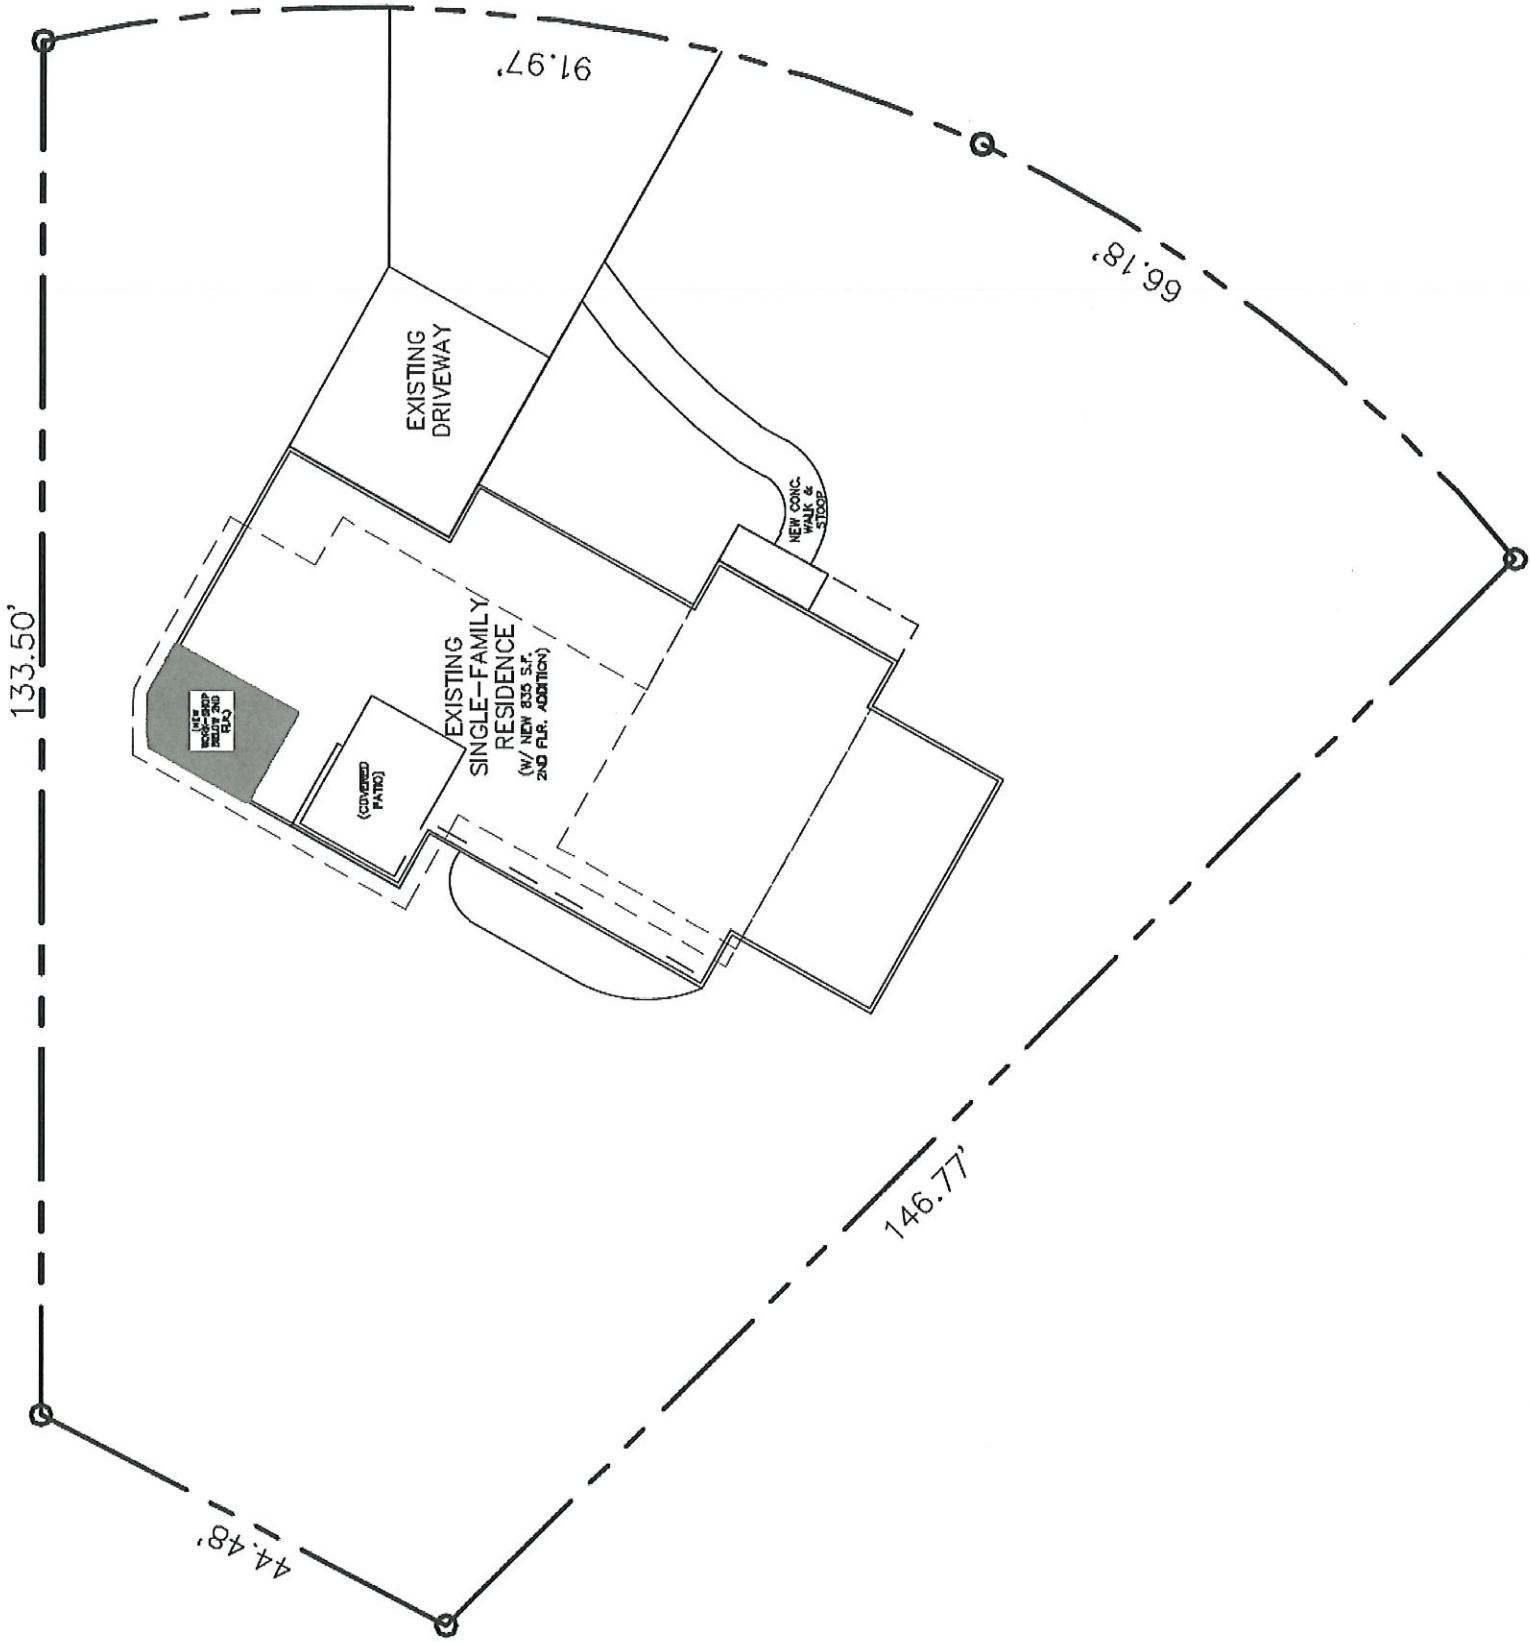 91.97'
133.50'
66.18'
EXISTING
DRIVEWAY
NEW CONC.
WALK &
STOOP
EXISTING
SINGLE-FAMILY
RESIDENCE
(W/ NEW 835 S.F.
2ND FLR. ADDITION)
(NEW
WORK-SHOP
BELOW 2ND
FLR.)
(COVERED
PATIO)
146.77'
44.48'